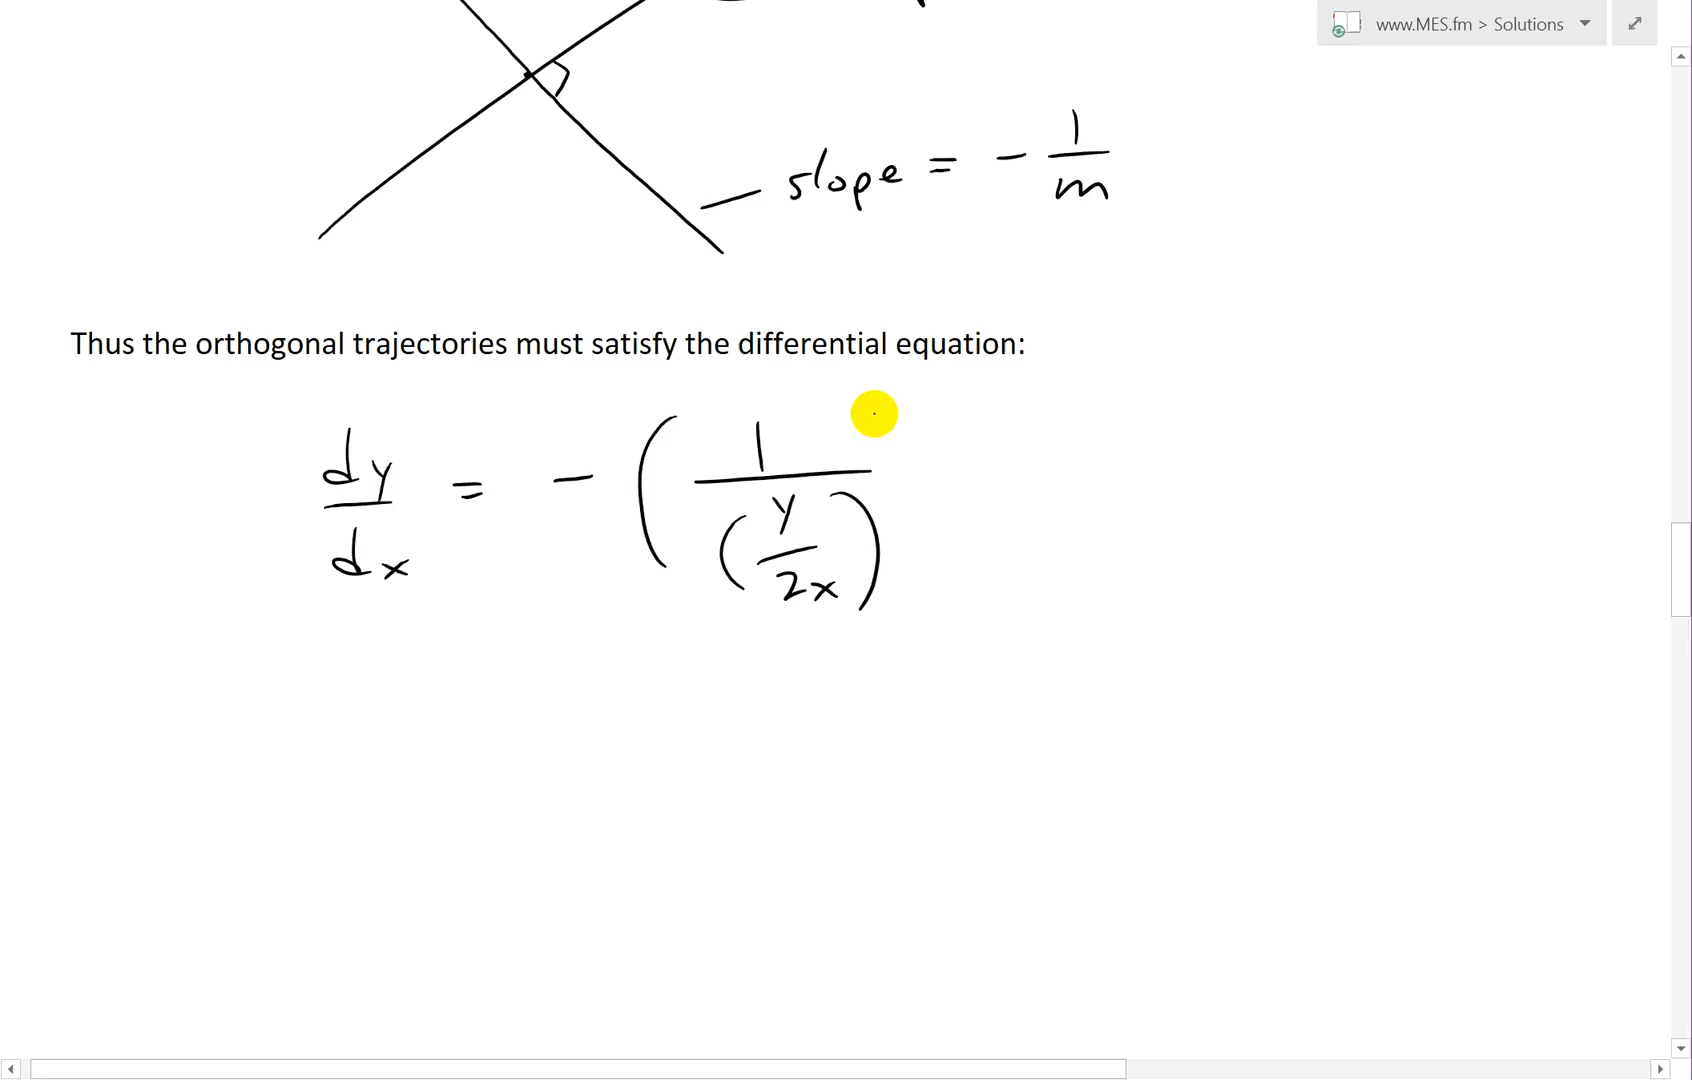 www.MES.fm > Solutions
slope = - 1/m
Thus the orthogonal trajectories must satisfy the differential equation:
dy/dx = - ( 1/(y/2x)